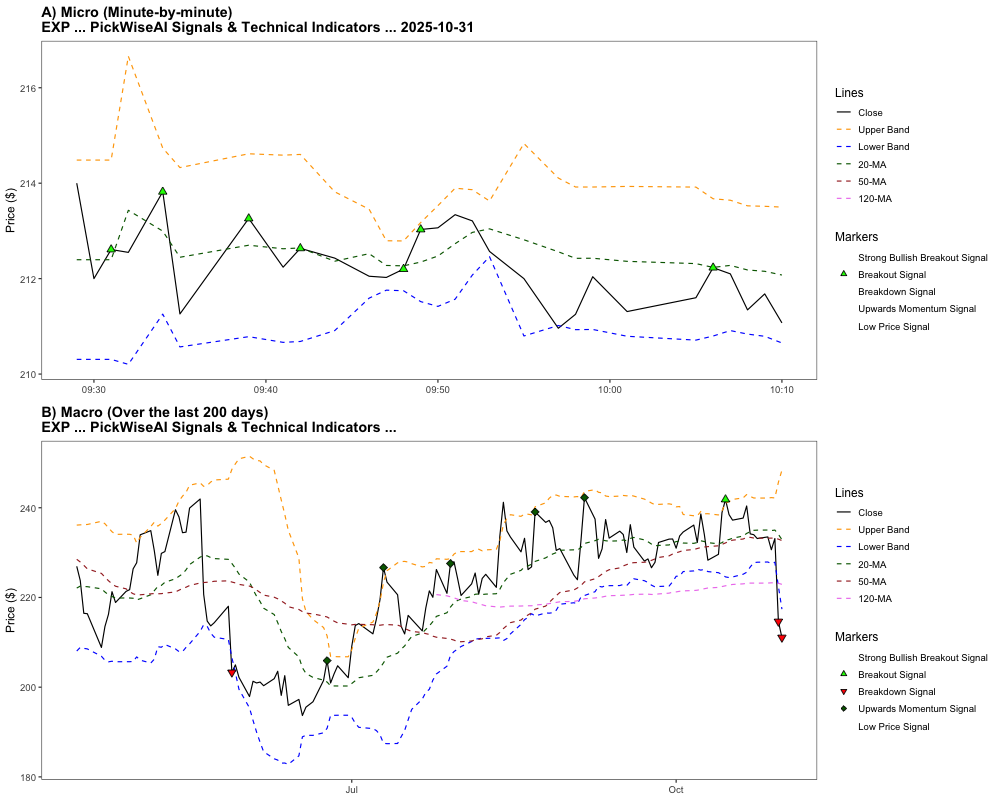 A) Micro (Minute-by-minute)
EXP ... PickWiseAI Signals & Technical Indicators ... 2025-10-31
Price ($)
216
214
212
210
09:30
09:40
09:50
10:00
10:10
Lines
Close
Upper Band
Lower Band
20-MA
50-MA
120-MA
Markers
Strong Bullish Breakout Signal
Breakout Signal
Breakdown Signal
Upwards Momentum Signal
Low Price Signal
B) Macro (Over the last 200 days)
EXP ... PickWiseAI Signals & Technical Indicators ...
Price ($)
240
220
200
180
Jul
Oct
Lines
Close
Upper Band
Lower Band
20-MA
50-MA
120-MA
Markers
Strong Bullish Breakout Signal
Breakout Signal
Breakdown Signal
Upwards Momentum Signal
Low Price Signal